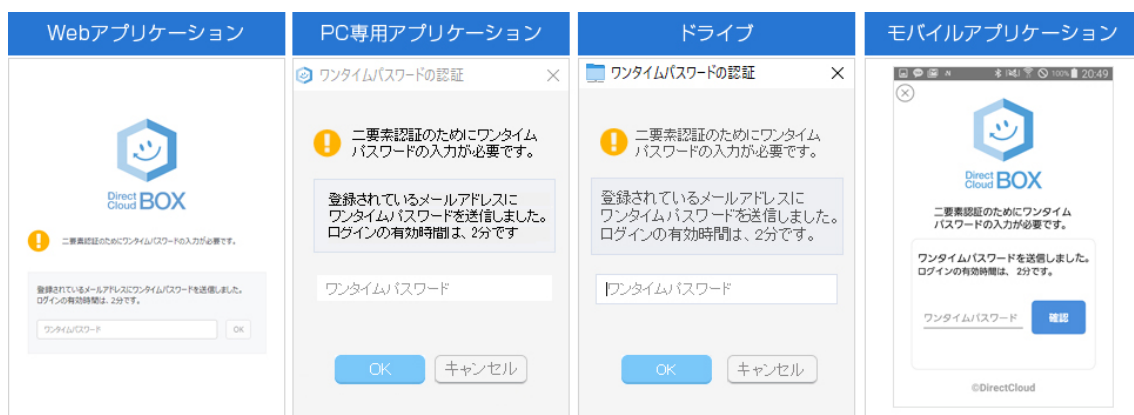 Webアプリケーション
PC専用アプリケーション
ドライブ
モバイルアプリケーション
Direct
Cloud BOX
二要素認証のためにワンタイムパスワードの入力が必要です。
登録されているメールアドレスにワンタイムパスワードを送信しました。
ログインの有効時間は、2分です。
ワンタイムパスワード
OK
ワンタイムパスワードの認証
二要素認証のためにワンタイム
パスワードの入力が必要です。
登録されているメールアドレスに
ワンタイムパスワードを送信しました。
ログインの有効時間は、2分です
ワンタイムパスワード
OK
キャンセル
ワンタイムパスワードの認証
二要素認証のためにワンタイム
パスワードの入力が必要です。
登録されているメールアドレスに
ワンタイムパスワードを送信しました。
ログインの有効時間は、2分です。
ワンタイムパスワード
OK
キャンセル
100% 20:49
Direct
Cloud BOX
二要素認証のためにワンタイム
パスワードの入力が必要です。
ワンタイムパスワードを送信しました。
ログインの有効時間は、2分です。
ワンタイムパスワード
確認
©DirectCloud